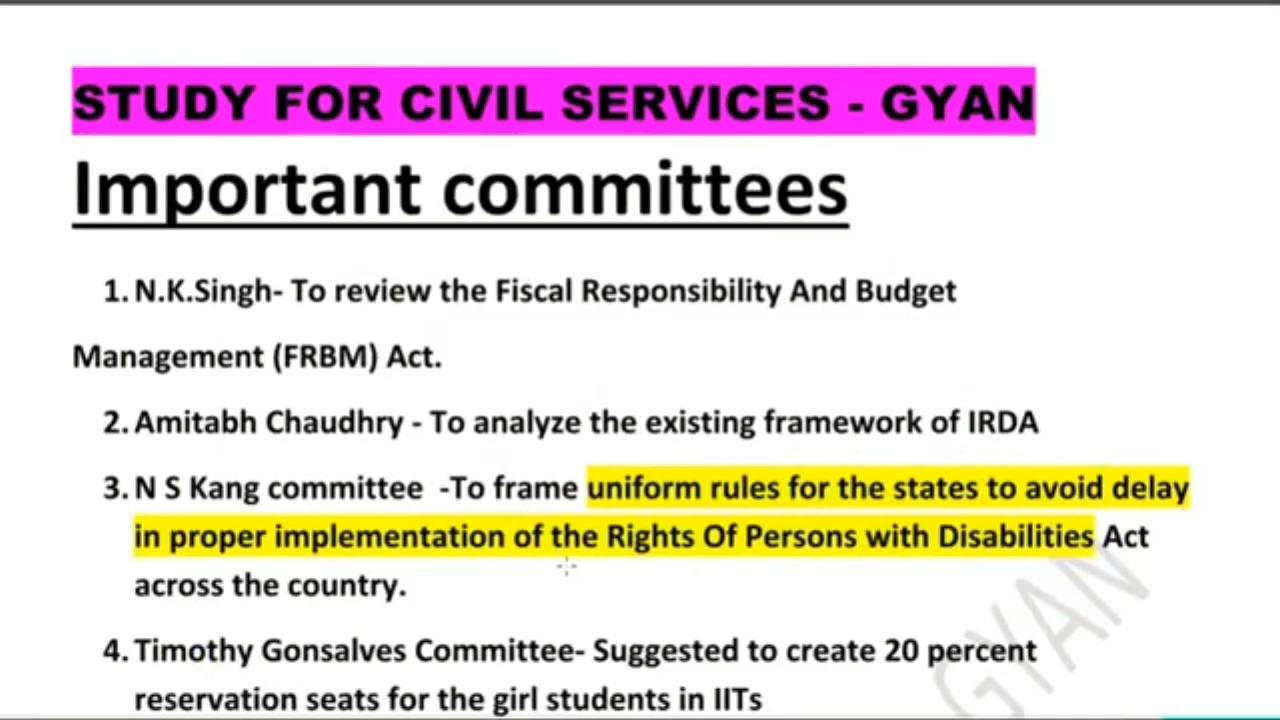 STUDY FOR CIVIL SERVICES - GYAN
Important committees
1. N.K.Singh- To review the Fiscal Responsibility And Budget
Management (FRBM) Act.
2. Amitabh Chaudhry - To analyze the existing framework of IRDA
3. N S Kang committee -To frame uniform rules for the states to avoid delay
in proper implementation of the Rights Of Persons with Disabilities Act
across the country.
4. Timothy Gonsalves Committee- Suggested to create 20 percent
reservation seats for the girl students in IITs
GYAN